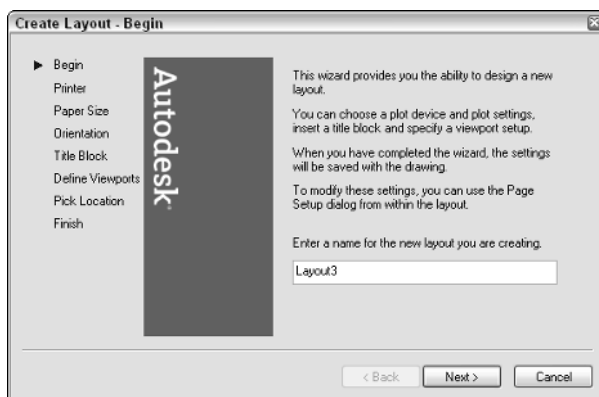 Create Layout - Begin
Begin
Printer
Paper Size
Orientation
Title Block
Define Viewports
Pick Location
Finish
Autodesk
This wizard provides you the ability to design a new
layout.
You can choose a plot device and plot settings,
insert a title block and specify a viewport setup.
When you have completed the wizard, the settings
will be saved with the drawing.
To modify these settings, you can use the Page
Setup dialog from within the layout.
Enter a name for the new layout you are creating.
Layout3
< Back
Next >
Cancel